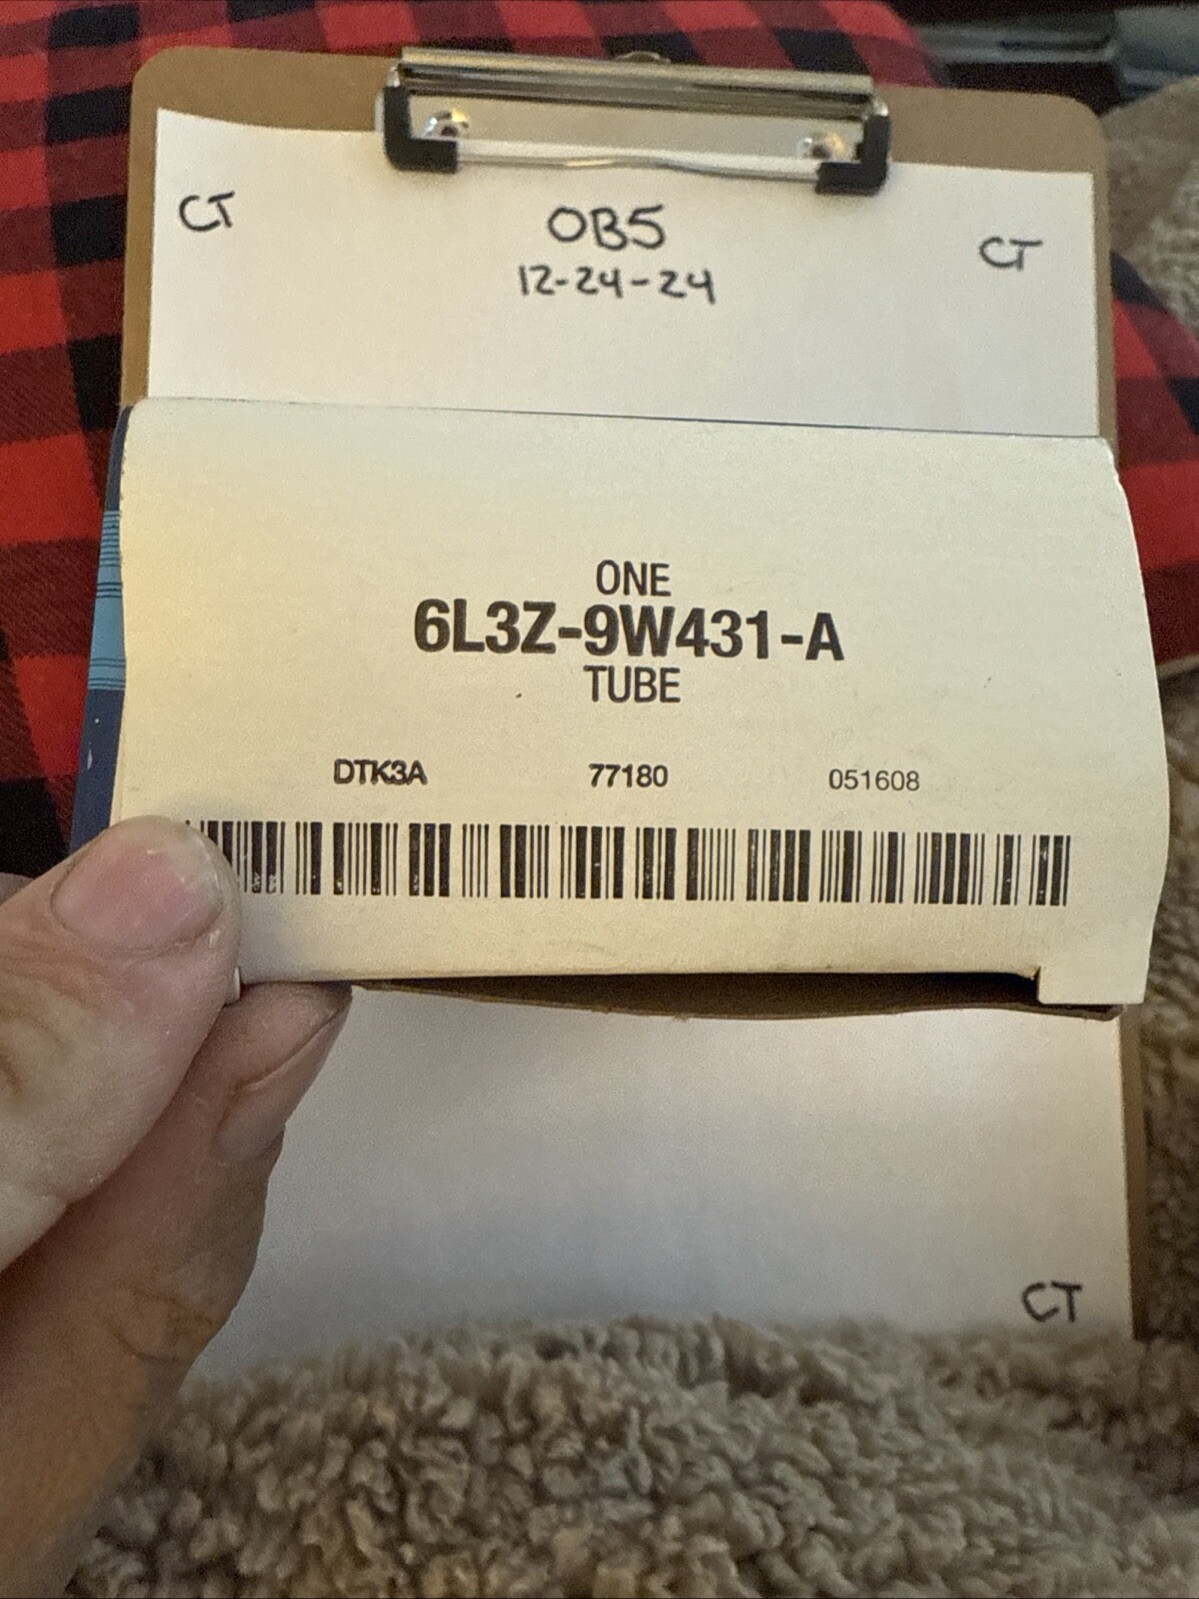 CT OB5 CT
12-24-24
ONE
6L3Z-9W431-A
TUBE
DTK3A 77180 051608
CT